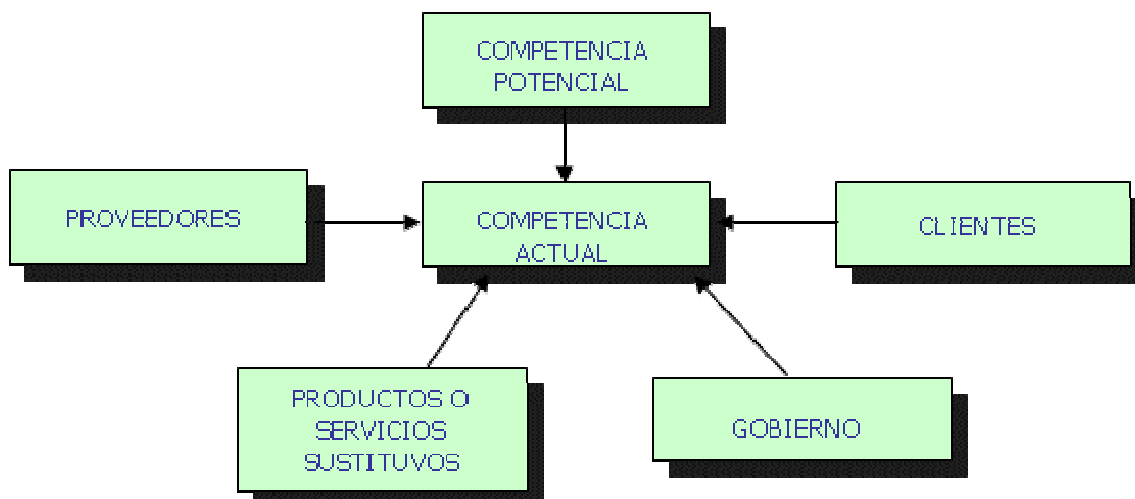 COMPETENCIA
POTENCIAL
PROVEEDORES
COMPETENCIA
ACTUAL
CLIENTES
PRODUCTOS O
SERVICIOS
SUSTITUVOS
GOBIERNO